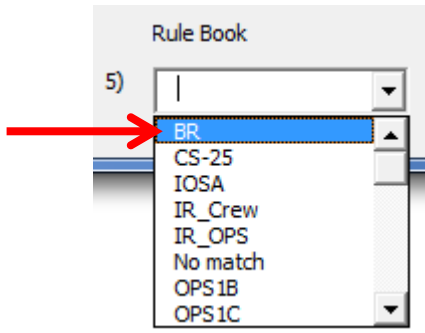 Rule Book
5)
BR
CS-25
IOSA
IR_Crew
IR_OPS
No match
OPS1B
OPS1C